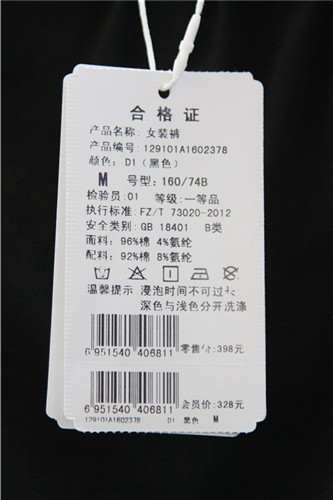 合格证
产品名称: 女装裤
产品编号: 129101A1602378
颜色: D1 (黑色)
M 号型: 160/74B
检验员:01 等级:一等品
执行标准: FZ/T 73020-2012
安全类别: GB 18401 B类
面料: 96%棉 4%氨纶
配料: 92%棉 8%氨纶
温馨提示 浸泡时间不可过
深色与浅色分开洗涤
6 951540 406811 零售价:398元
6 951540 406811 会员价:328元
129101A1602378 D1 黑色 M